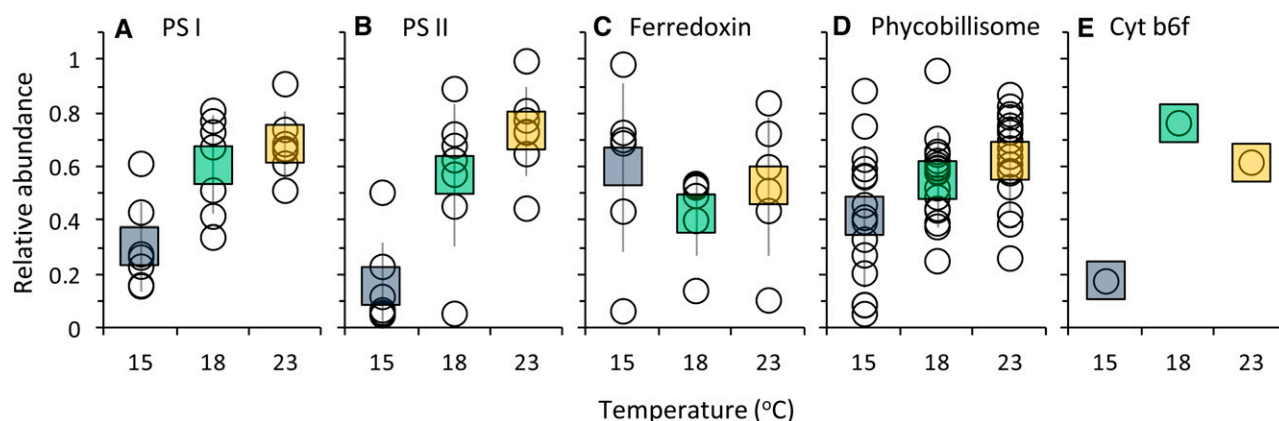 A PS I B PS II C Ferredoxin D Phycobillisome E Cyt b6f
Relative abundance
1
0.8
0.6
0.4
0.2
0
15 18 23 15 18 23 15 18 23 15 18 23 15 18 23
Temperature (°C)